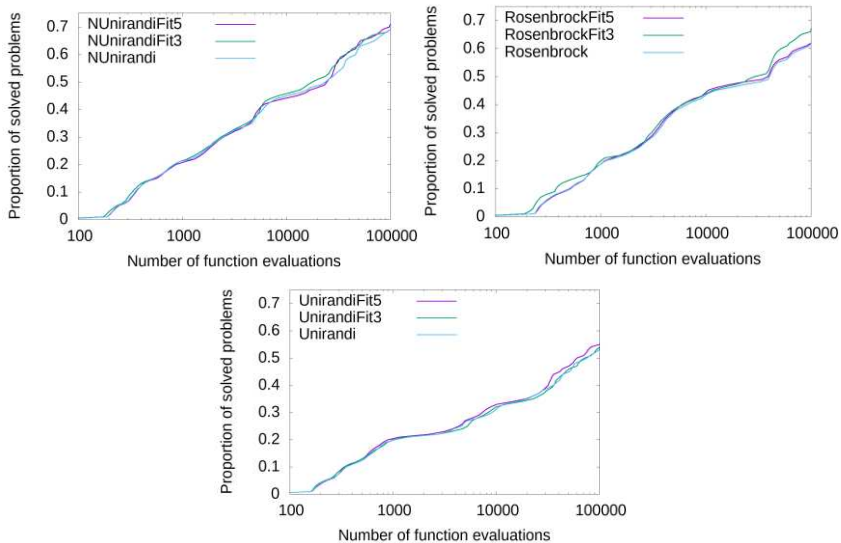 NUnirandiFit5
NUnirandiFit3
NUnirandi
0.7
0.6
0.5
0.4
0.3
0.2
0.1
0
Proportion of solved problems
100 1000 10000 100000
Number of function evaluations
RosenbrockFit5
RosenbrockFit3
Rosenbrock
0.7
0.6
0.5
0.4
0.3
0.2
0.1
0
Proportion of solved problems
100 1000 10000 100000
Number of function evaluations
UnirandiFit5
UnirandiFit3
Unirandi
0.7
0.6
0.5
0.4
0.3
0.2
0.1
0
Proportion of solved problems
100 1000 10000 100000
Number of function evaluations